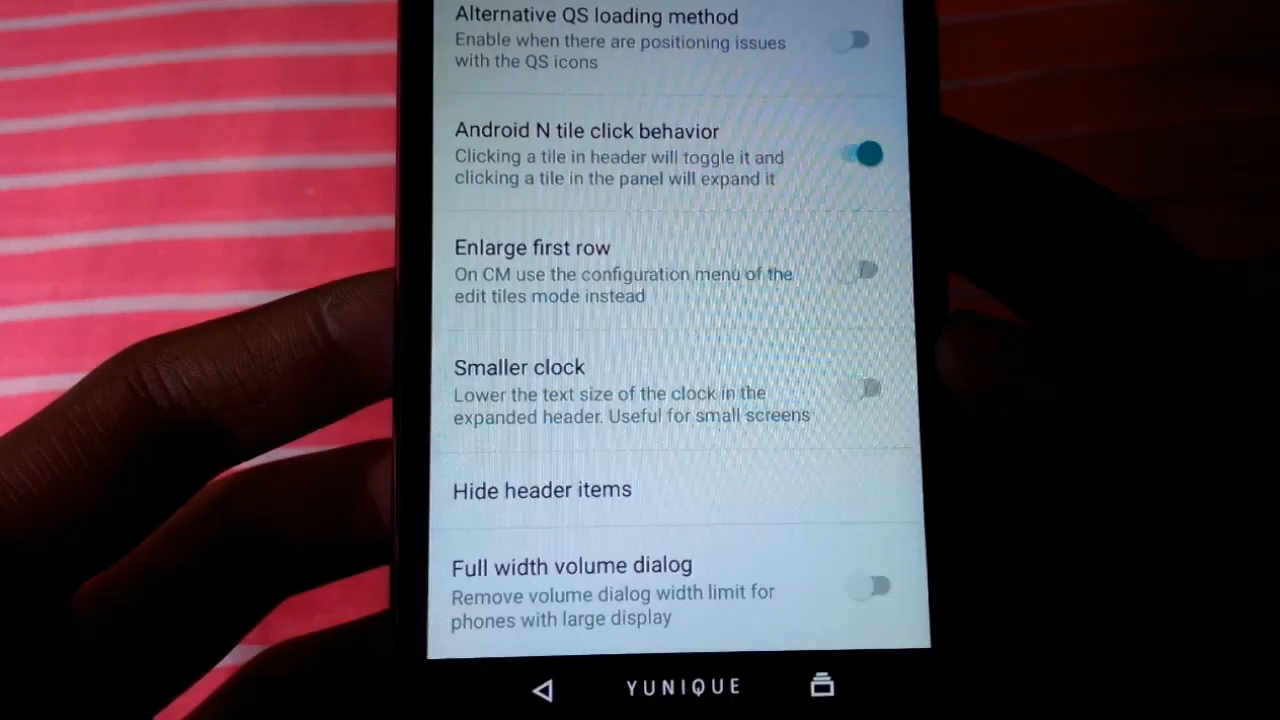 Alternative QS loading method
Enable when there are positioning issues
with the QS icons
Android N tile click behavior
Clicking a tile in header will toggle it and
clicking a tile in the panel will expand it
Enlarge first row
On CM use the configuration menu of the
edit tiles mode instead
Smaller clock
Lower the text size of the clock in the
expanded header. Useful for small screens
Hide header items
Full width volume dialog
Remove volume dialog width limit for
phones with large display
YUNIQUE